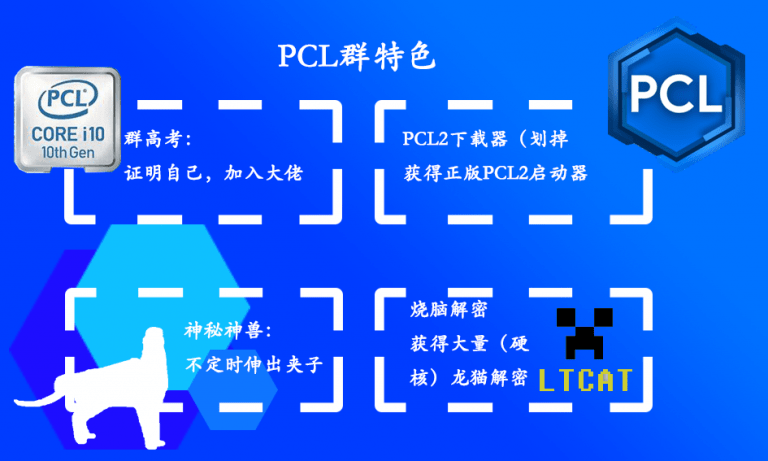 PCL群特色
PCL
CORE i10
10th Gen
PCL
群高考：
证明自己，加入大佬
PCL2下载器（划掉
获得正版PCL2启动器
神秘神兽：
不定时伸出夹子
烧脑解密
获得大量（硬
核）龙猫解密
LTCAT